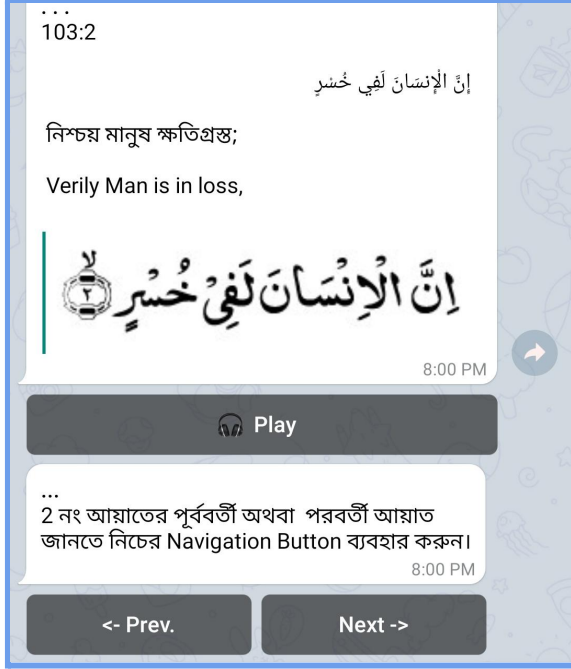 ...
103:2
إِنَّ الْإِنسَانَ لَفِي خُسْرٍ
নিশ্চয় মানুষ ক্ষতিগ্রস্ত;
Verily Man is in loss,
اِنَّ الْاِنْسَانَ لَفِىْ خُسْرٍ ۙ‏﴿۲﴾
8:00 PM
🎧 Play
...
2 নং আয়াতের পূর্ববর্তী অথবা  পরবর্তী আয়াত
জানতে নিচের Navigation Button ব্যবহার করুন।
8:00 PM
<- Prev.
Next ->